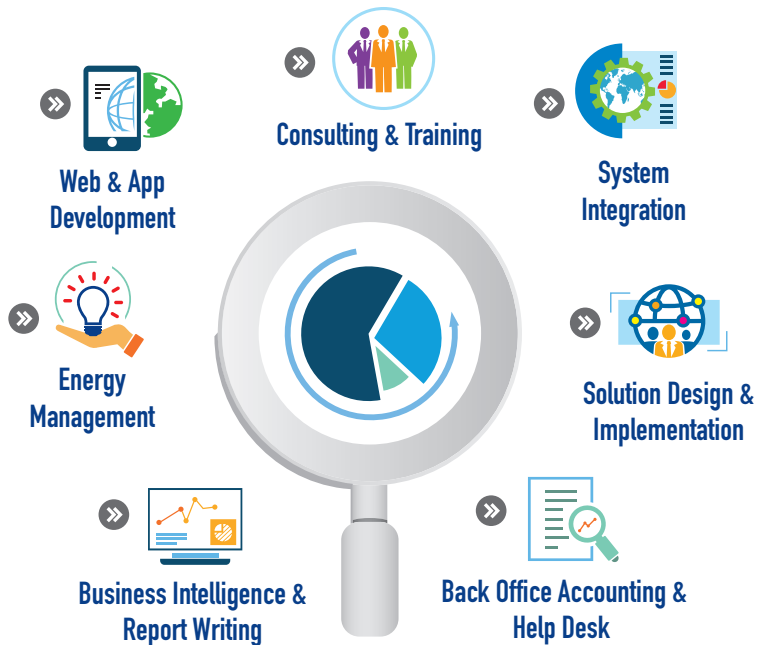 Consulting & Training
Web & App
Development
System
Integration
Energy
Management
Solution Design &
Implementation
Business Intelligence &
Report Writing
Back Office Accounting &
Help Desk